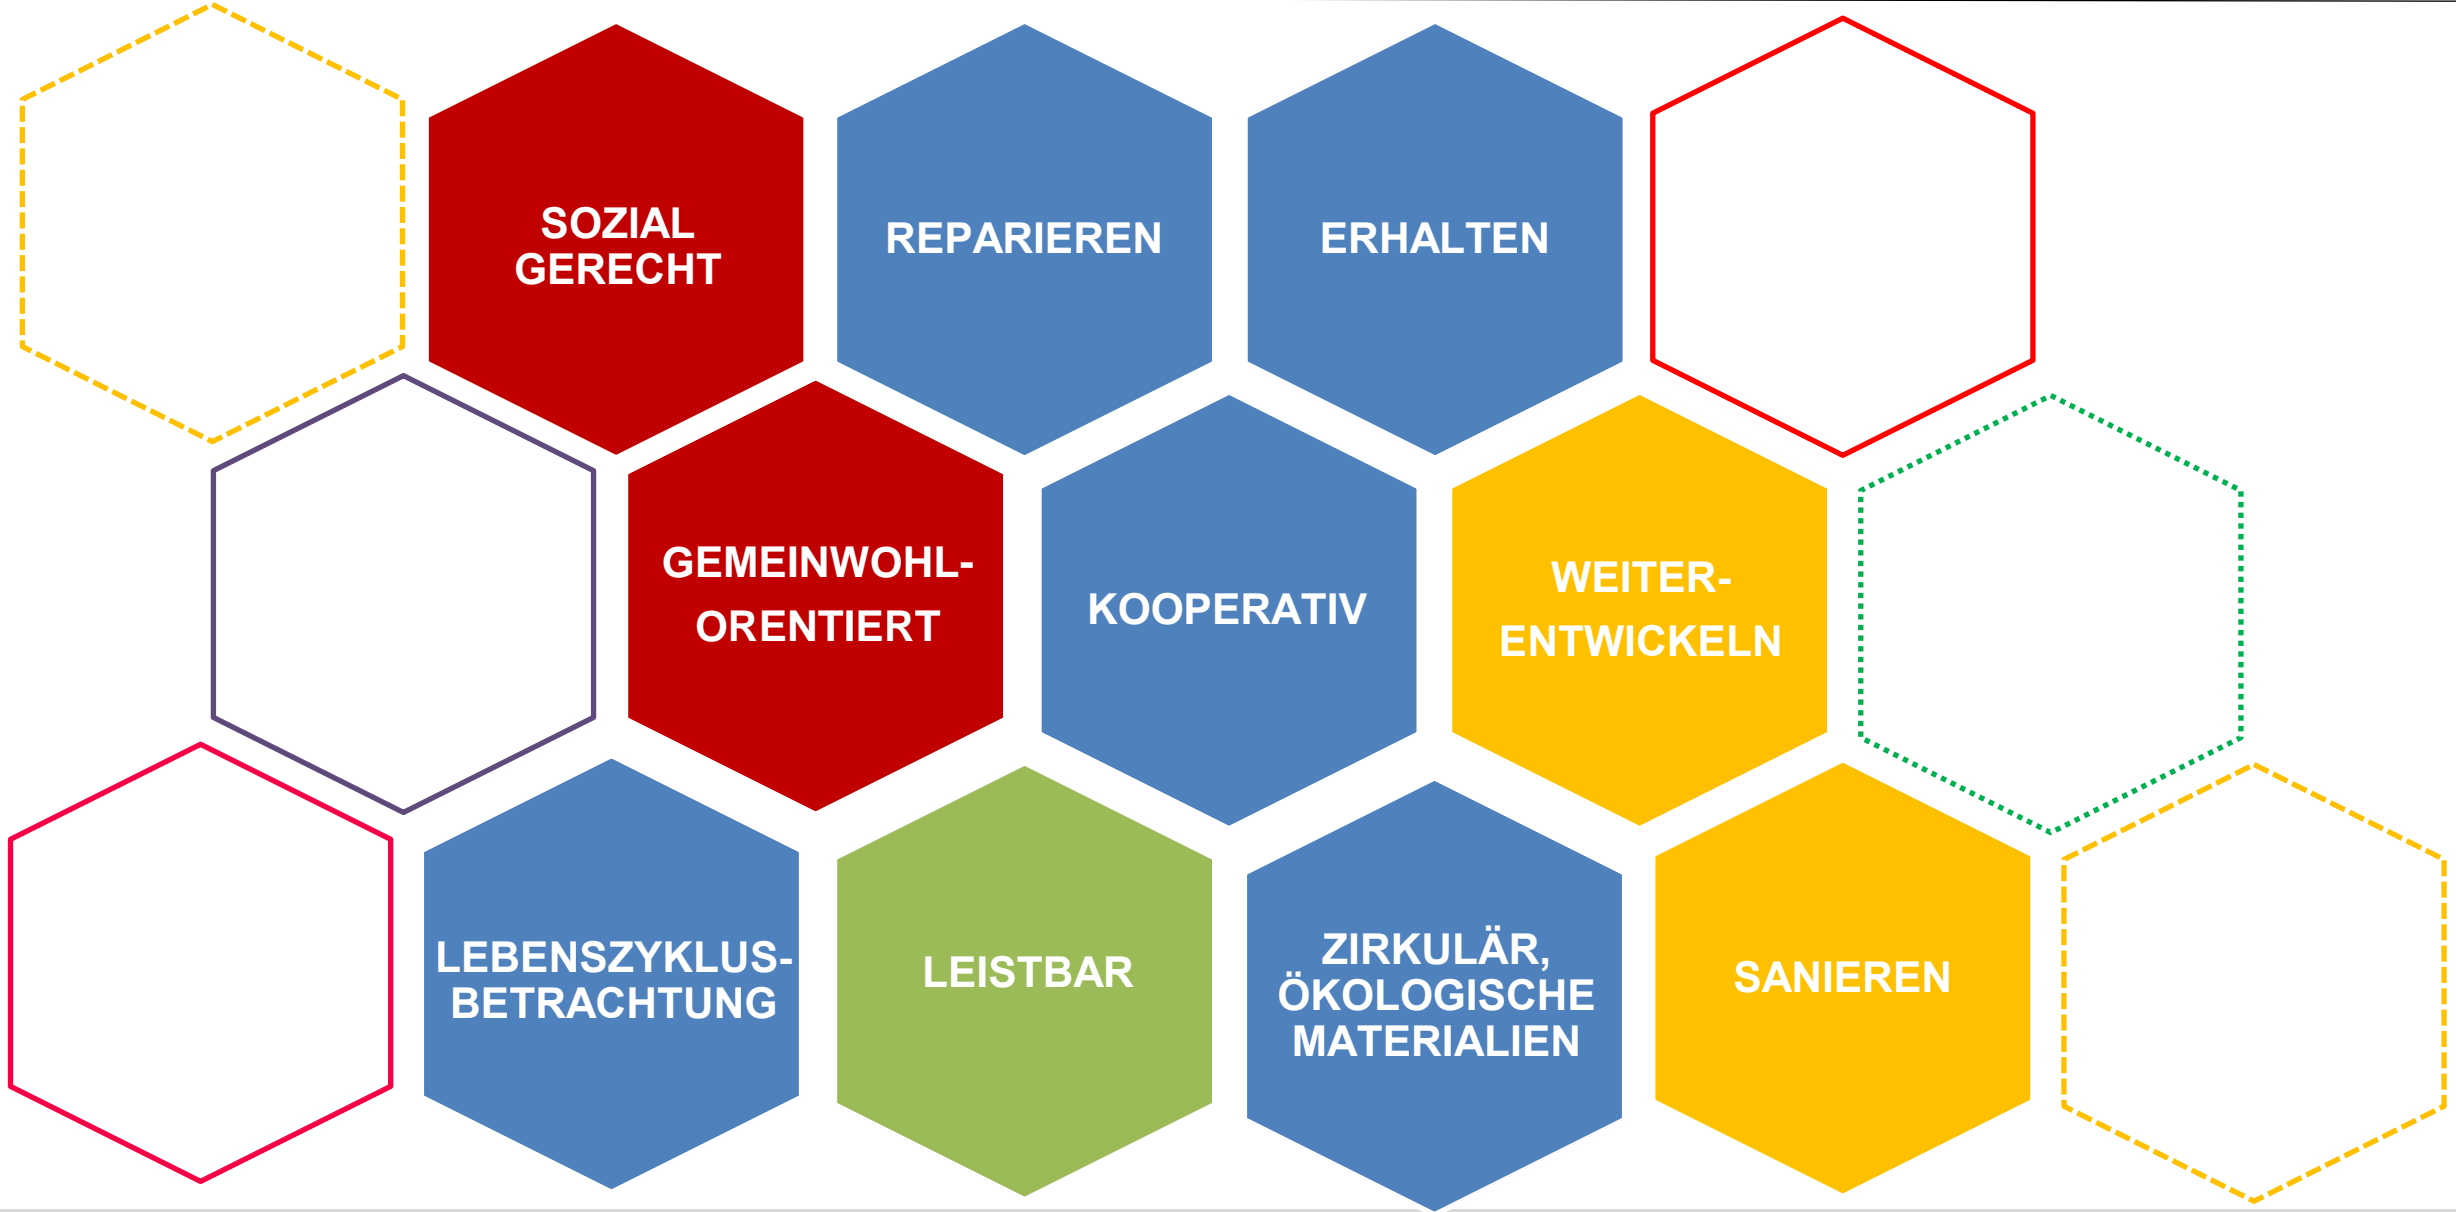 SOZIAL
GERECHT
REPARIEREN
ERHALTEN
GEMEINWOHL-
ORENTIERT
KOOPERATIV
WEITER-
ENTWICKELN
LEBENSZYKLUS-
BETRACHTUNG
LEISTBAR
ZIRKULÄR,
ÖKOLOGISCHE
MATERIALIEN
SANIEREN